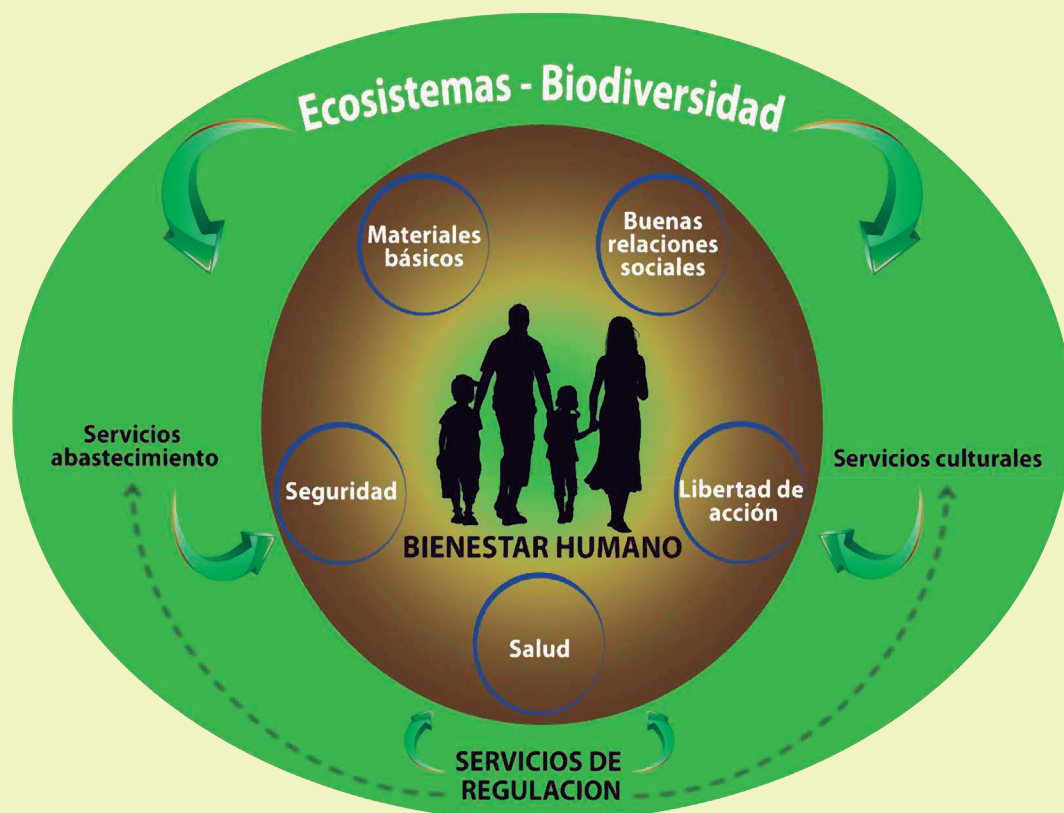 Ecosistemas - Biodiversidad
Materiales
básicos
Buenas
relaciones
sociales
Servicios
abastecimiento
Seguridad
Libertad de
acción
Servicios culturales
BIENESTAR HUMANO
Salud
SERVICIOS DE
REGULACION